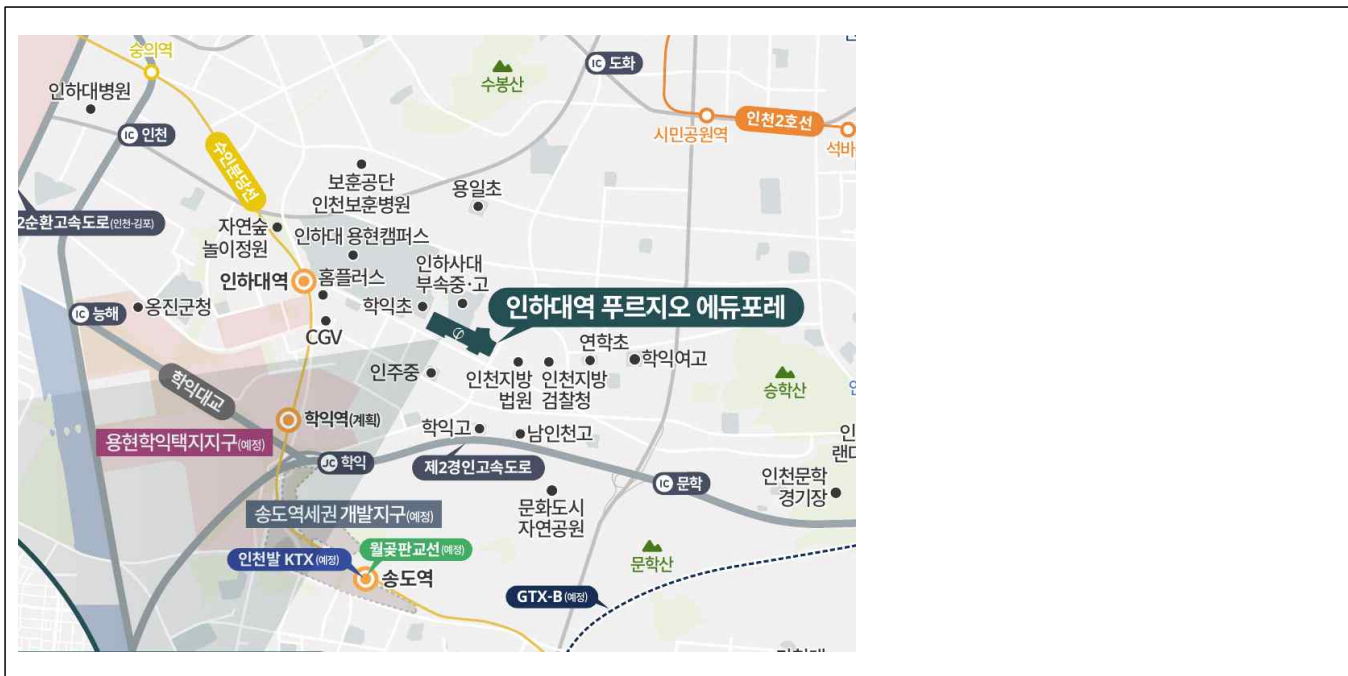 숭의역
인하대병원
IC 인천
수인분당선
수봉산
IC 도화
시민공원역
인천2호선
석바
보훈공단
인천보훈병원
용일초
2순환고속도로(인천-김포)
자연숲
놀이정원
인하대 용현캠퍼스
인하대역
홈플러스
인하사대
부속중·고
학익초
인하대역 푸르지오 에듀포레
IC 능해
옹진군청
CGV
연학초
학익여고
인주중
인천지방
법원
인천지방
검찰청
승학산
학익대교
학익역(계획)
학익고
남인천고
용현학익택지지구(예정)
JC 학익
제2경인고속도로
IC 문학
인천문학
경기장
문화도시
자연공원
송도역세권 개발지구(예정)
월곶판교선(예정)
인천발 KTX(예정)
송도역
문학산
GTX-B(예정)